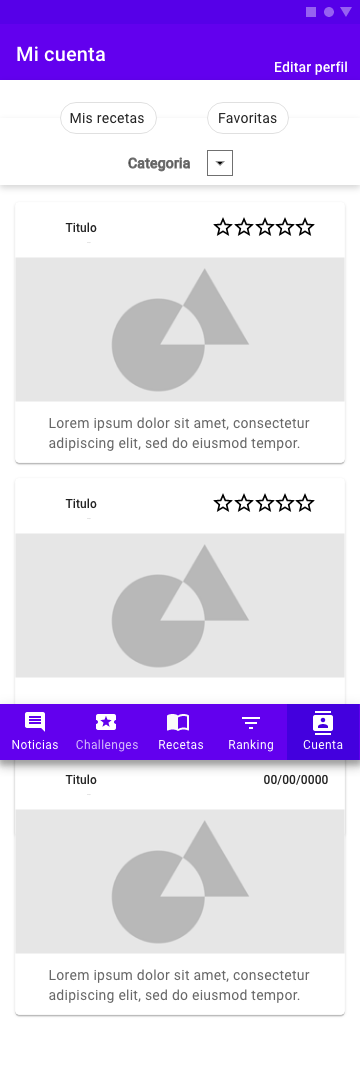 Mi cuenta
Editar perfil
Mis recetas
Favoritas
Categoria
Titulo
Lorem ipsum dolor sit amet, consectetur
adipiscing elit, sed do eiusmod tempor.
Titulo
Noticias
Challenges
Recetas
Ranking
Cuenta
Titulo
00/00/0000
Lorem ipsum dolor sit amet, consectetur
adipiscing elit, sed do eiusmod tempor.